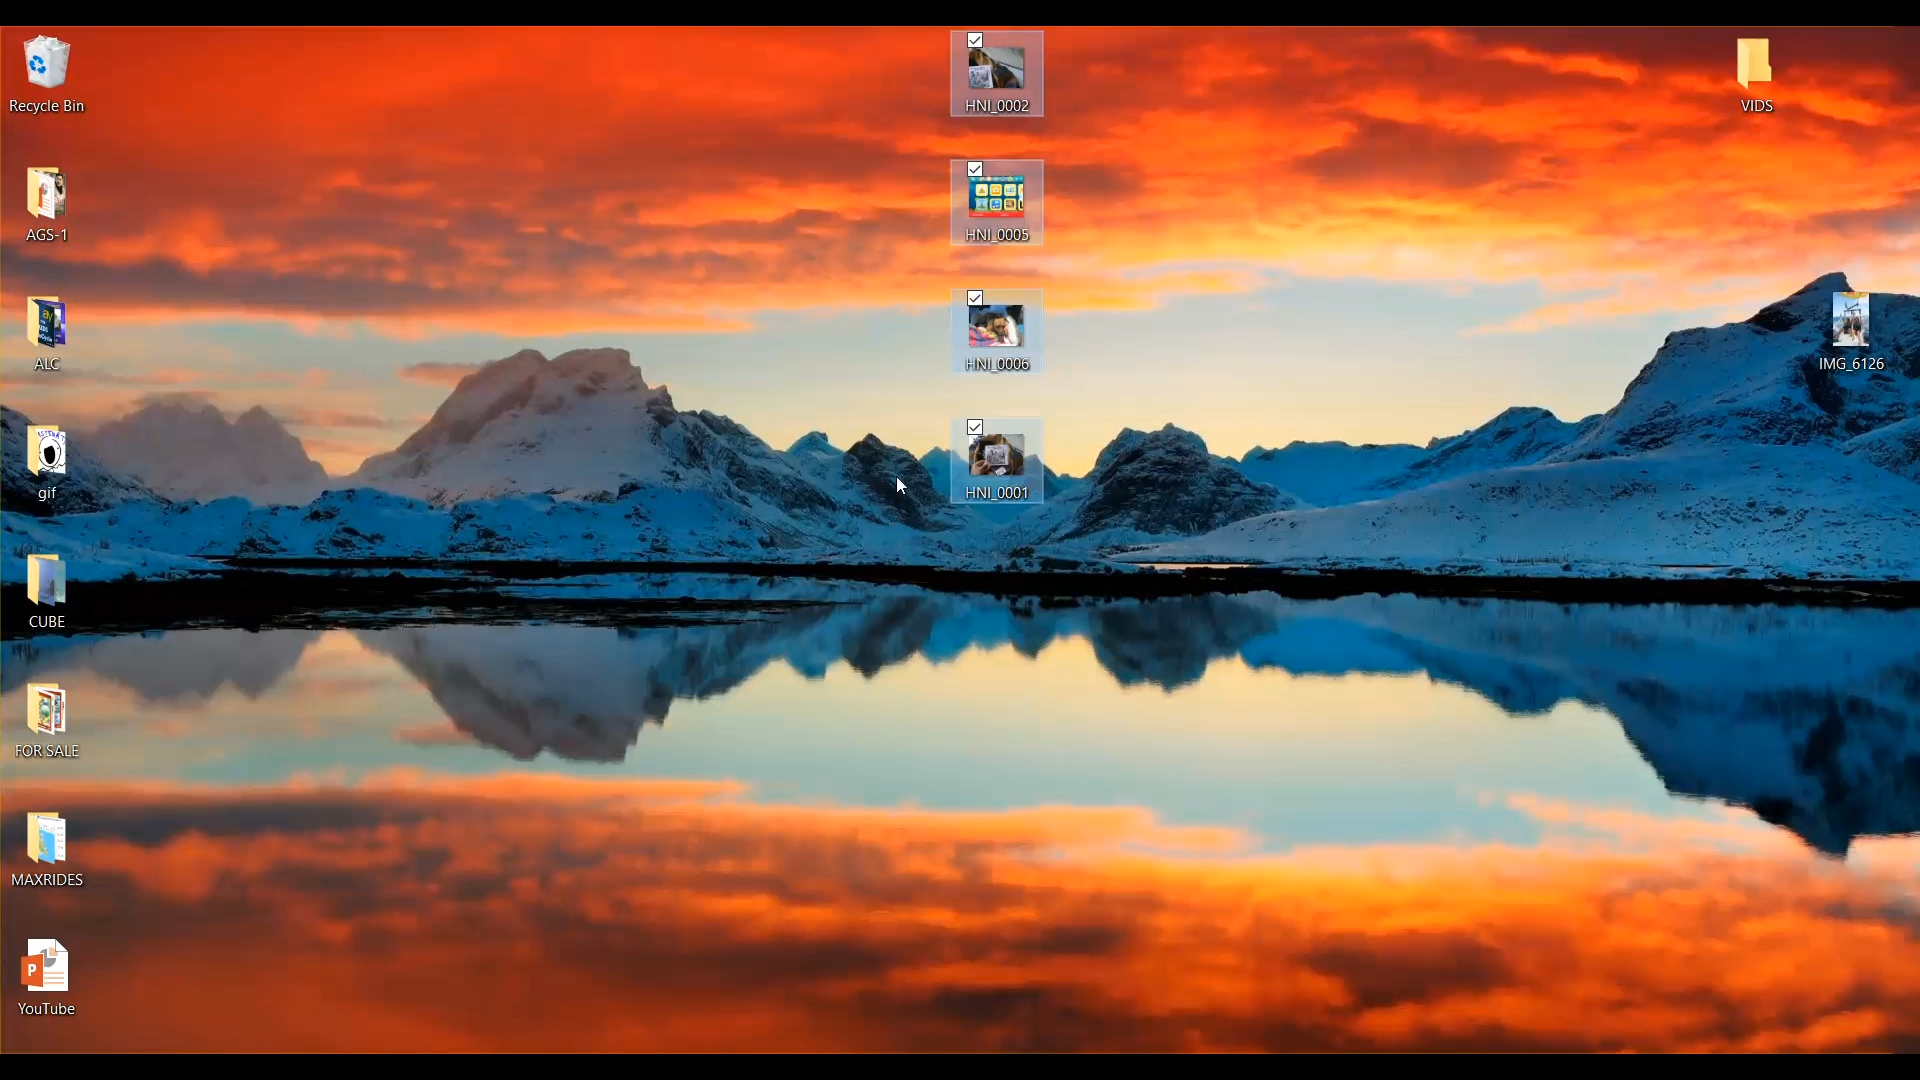 Recycle Bin
AGS-1
ALC
gif
CUBE
FOR SALE
MAXRIDES
YouTube
HNI_0002
HNI_0005
HNI_0006
HNI_0001
VIDS
IMG_6126